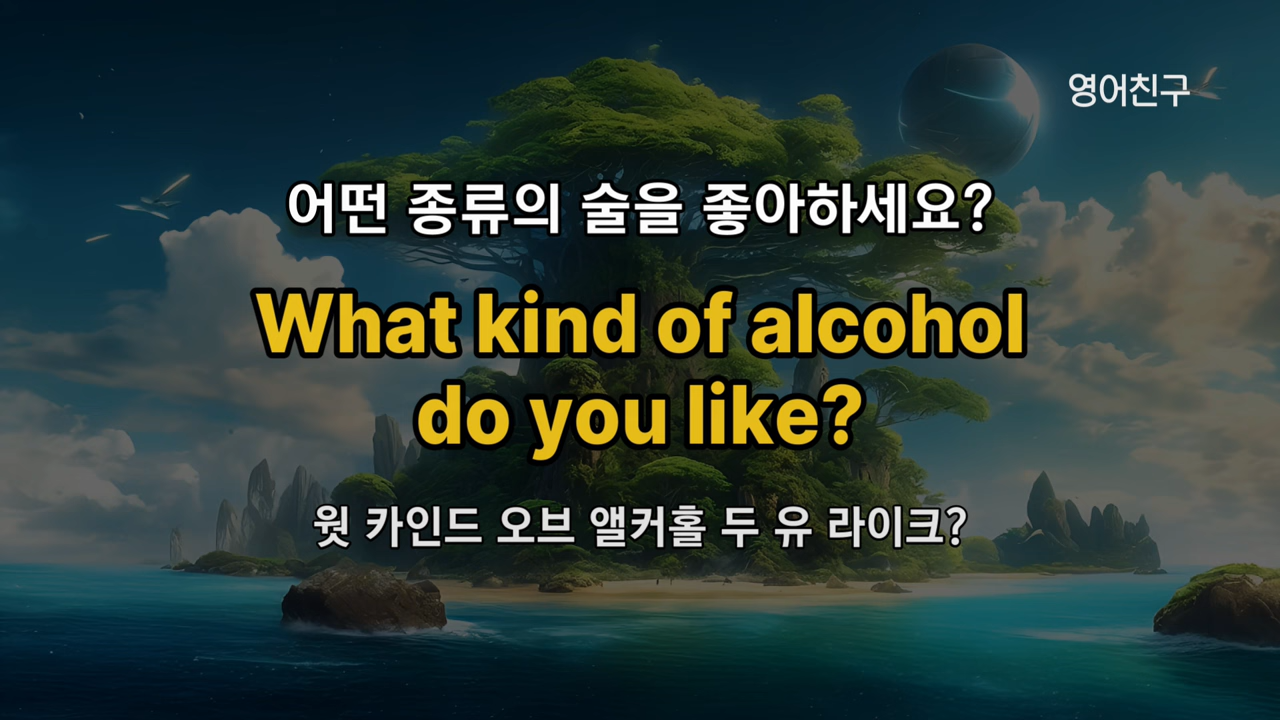 영어친구
어떤 종류의 술을 좋아하세요?
What kind of alcohol
do you like?
웟 카인드 오브 앨커홀 두 유 라이크?